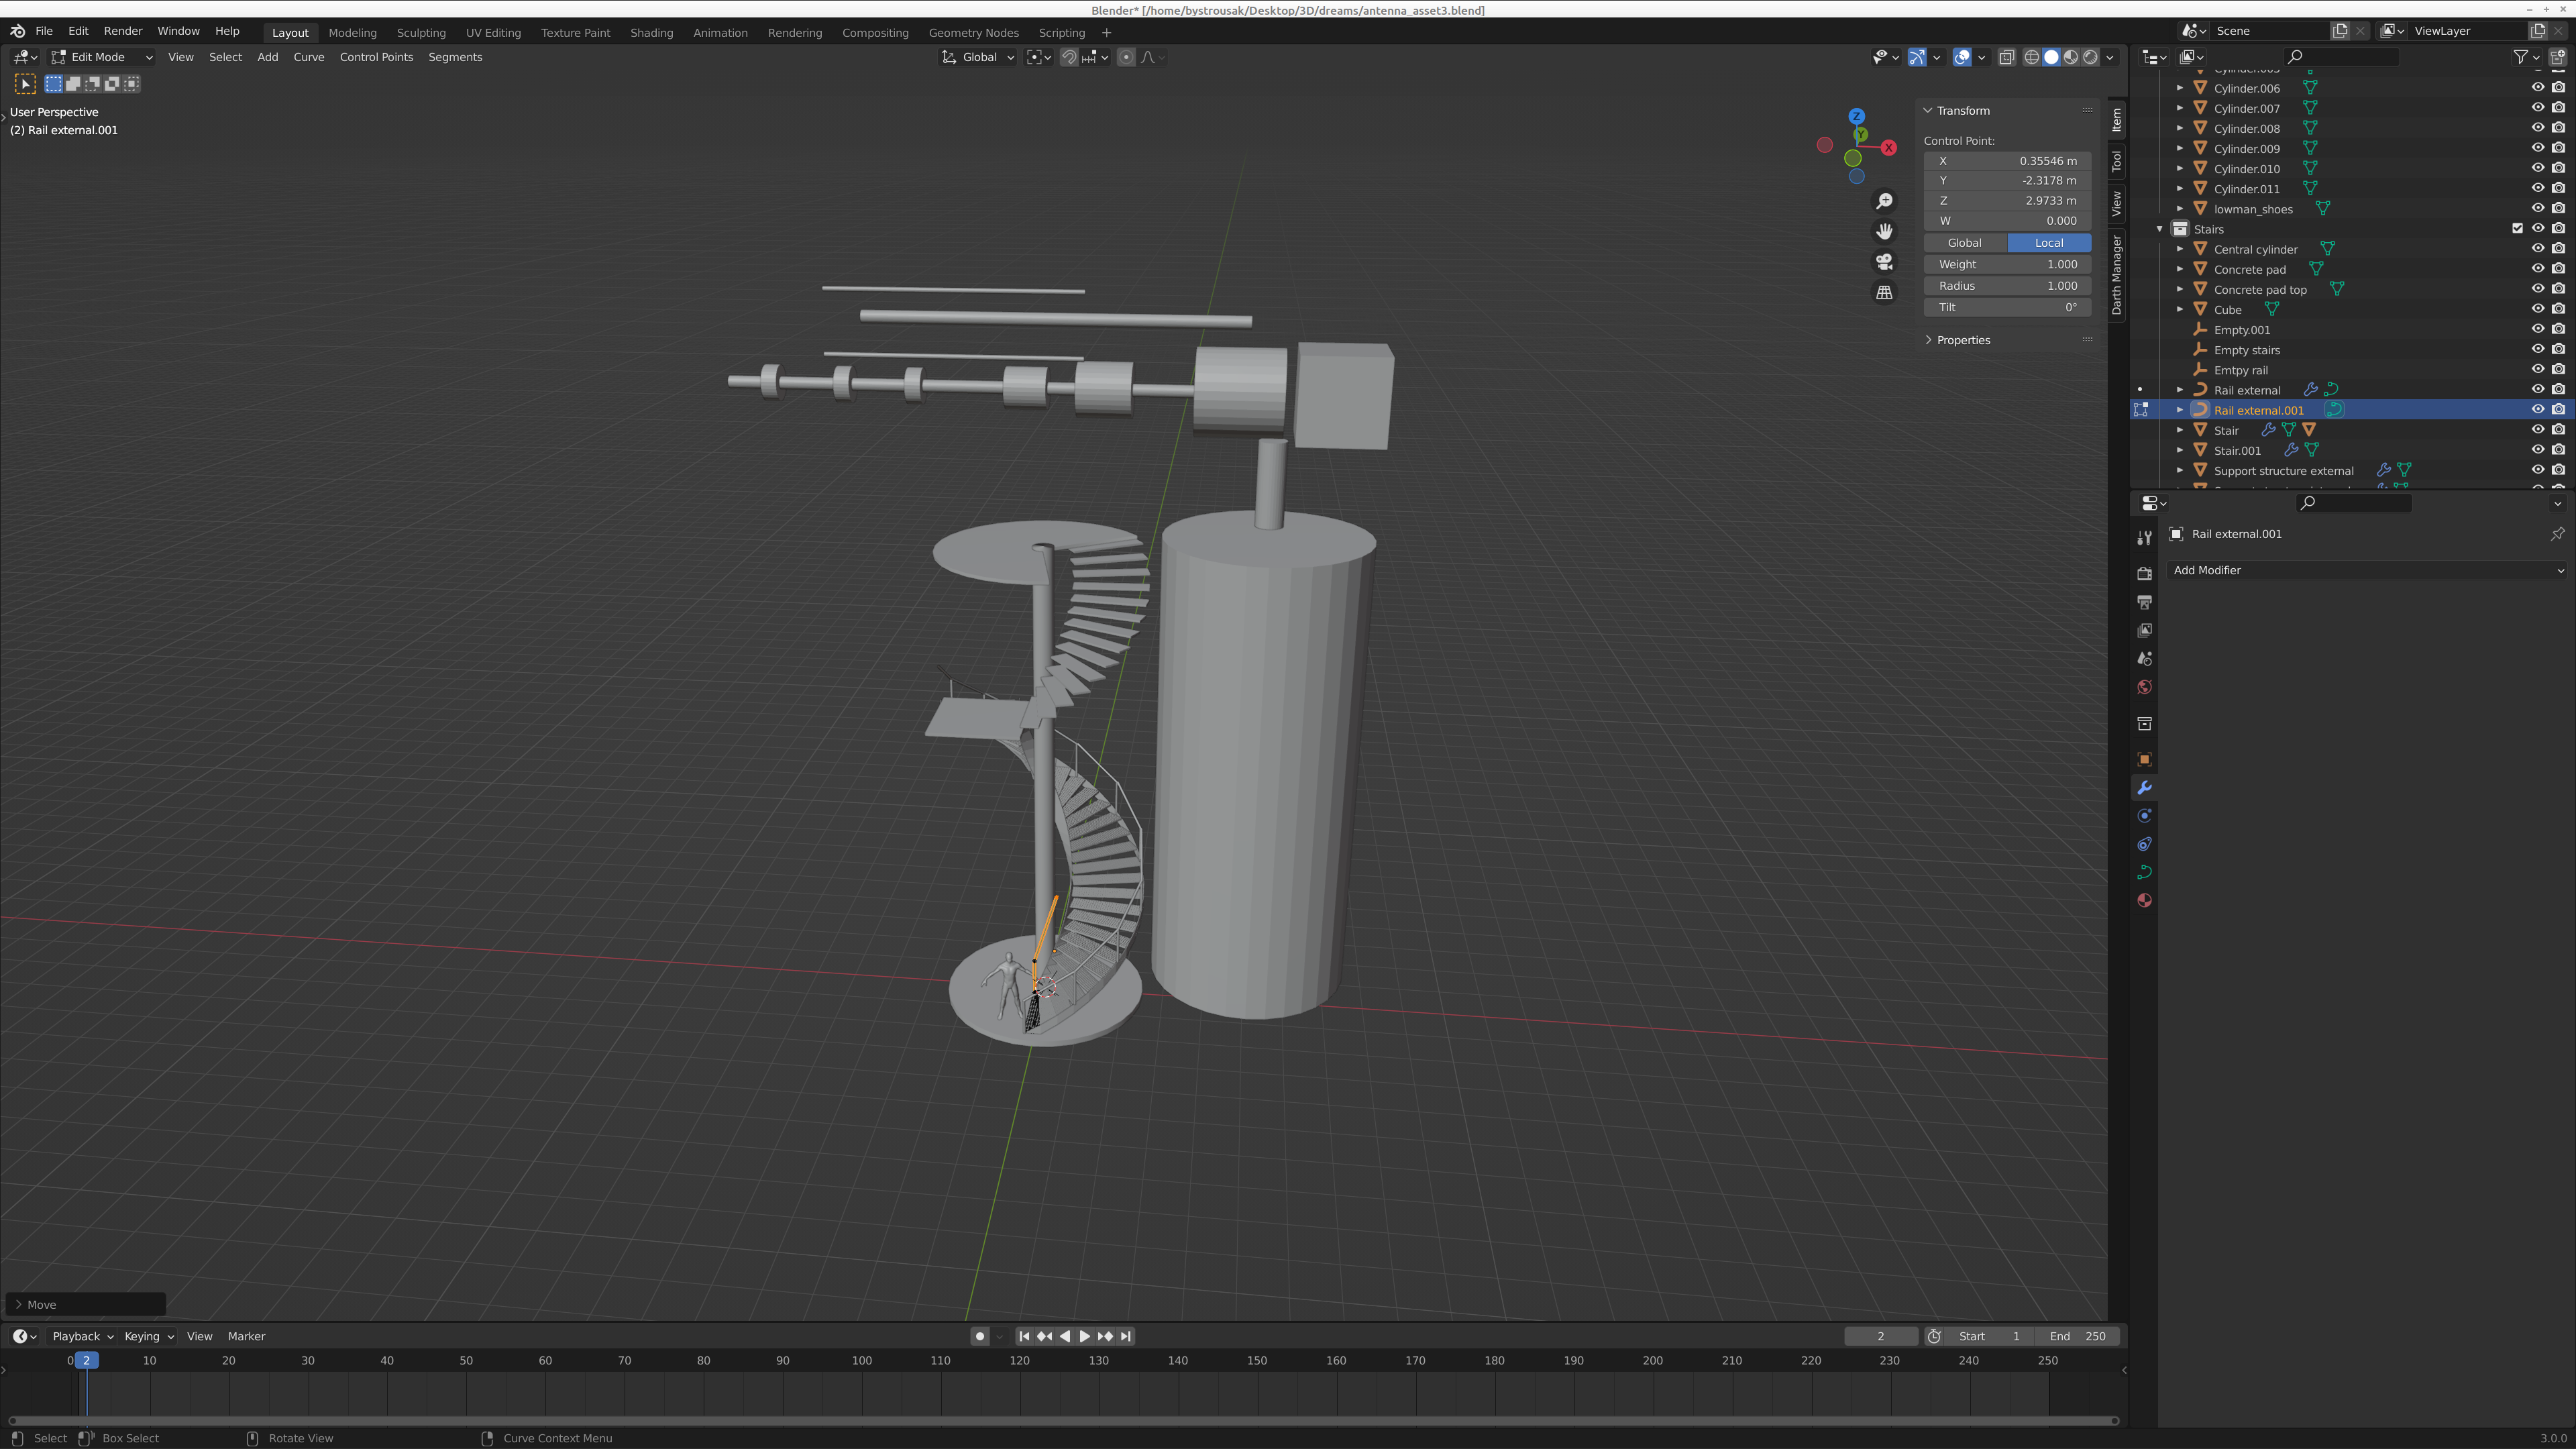 Blender* [/home/bystrousak/Desktop/3D/dreams/antenna_asset3.blend]
File Edit Render Window Help Layout Modeling Sculpting UV Editing Texture Paint Shading Animation Rendering Compositing Geometry Nodes Scripting Scene ViewLayer
Edit Mode View Select Add Curve Control Points Segments Global
User Perspective
(2) Rail external.001
Z
Y
X
Transform
Control Point:
X 0.35546 m
Y -2.3178 m
Z 2.9733 m
W 0.000
Global Local
Weight 1.000
Radius 1.000
Tilt 0°
Properties
Item
Tool
View
Darth Manager
Cylinder.006
Cylinder.007
Cylinder.008
Cylinder.009
Cylinder.010
Cylinder.011
lowman_shoes
Stairs
Central cylinder
Concrete pad
Concrete pad top
Cube
Empty.001
Empty stairs
Emtpy rail
Rail external
Rail external.001
Stair
Stair.001
Support structure external
Rail external.001
Add Modifier
Move
Playback Keying View Marker 2 Start 1 End 250
0 2 10 20 30 40 50 60 70 80 90 100 110 120 130 140 150 160 170 180 190 200 210 220 230 240 250
Select Box Select Rotate View Curve Context Menu 3.0.0